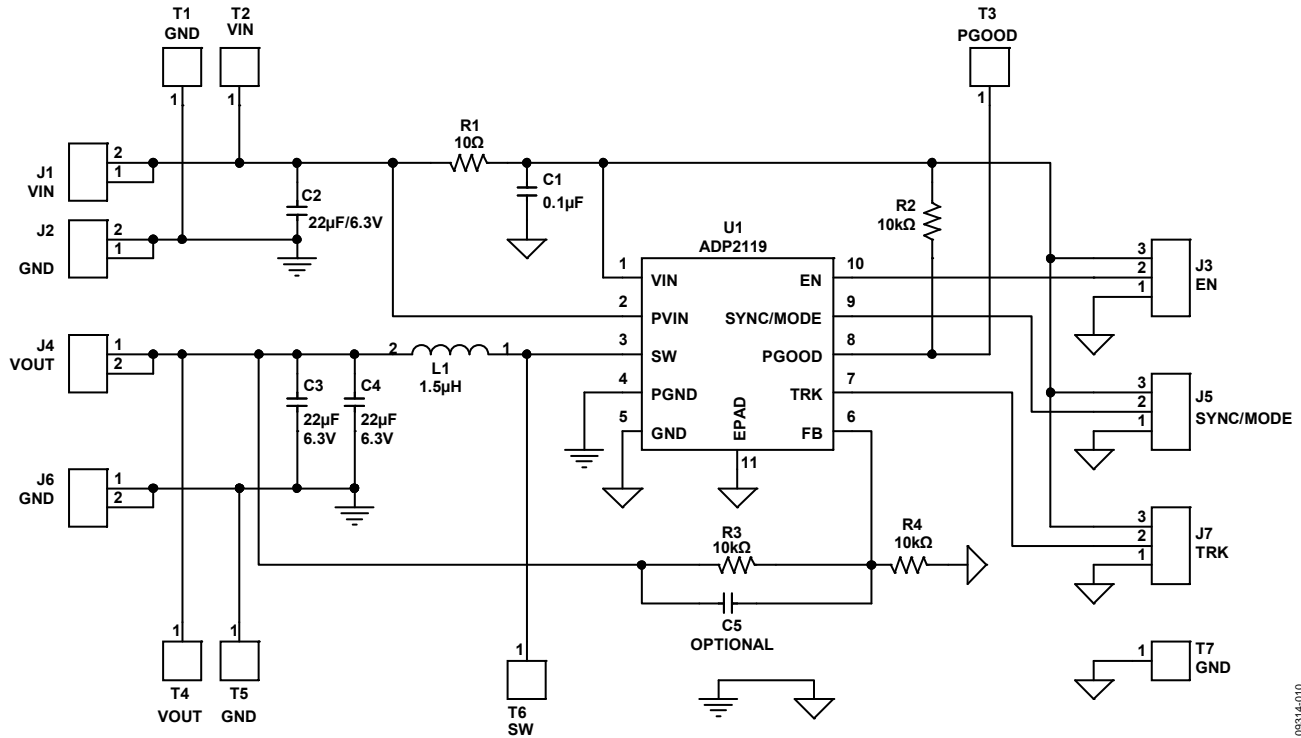 T1
GND
T2
VIN
T3
PGOOD
1
1
1
J1
VIN
2
1
R1
10Ω
C2
22µF/6.3V
C1
0.1µF
R2
10kΩ
J2
GND
2
1
U1
ADP2119
1
VIN
2
PVIN
3
SW
4
PGND
5
GND
EPAD
11
10
EN
9
SYNC/MODE
8
PGOOD
7
TRK
6
FB
3
2
1
J3
EN
J4
VOUT
1
2
2
1
L1
1.5µH
C3
22µF
6.3V
C4
22µF
6.3V
3
2
1
J5
SYNC/MODE
J6
GND
1
2
R3
10kΩ
R4
10kΩ
C5
OPTIONAL
3
2
1
J7
TRK
1
T4
VOUT
1
T5
GND
1
T6
SW
1
T7
GND
09314-010